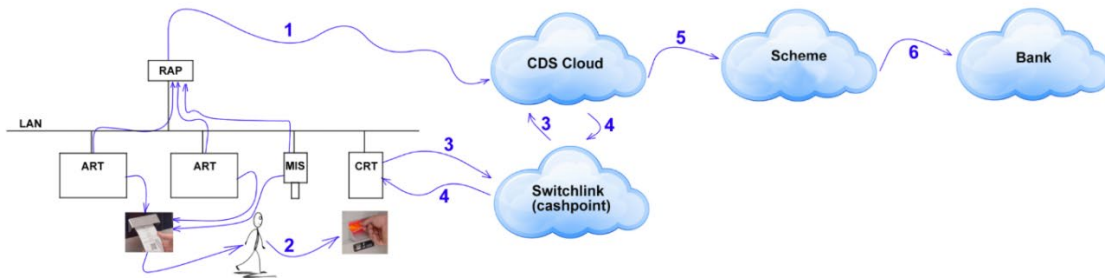 1
5
6
CDS Cloud
Scheme
Bank
RAP
LAN
3
4
ART
ART
MIS
CRT
3
4
Switchlink
(cashpoint)
2